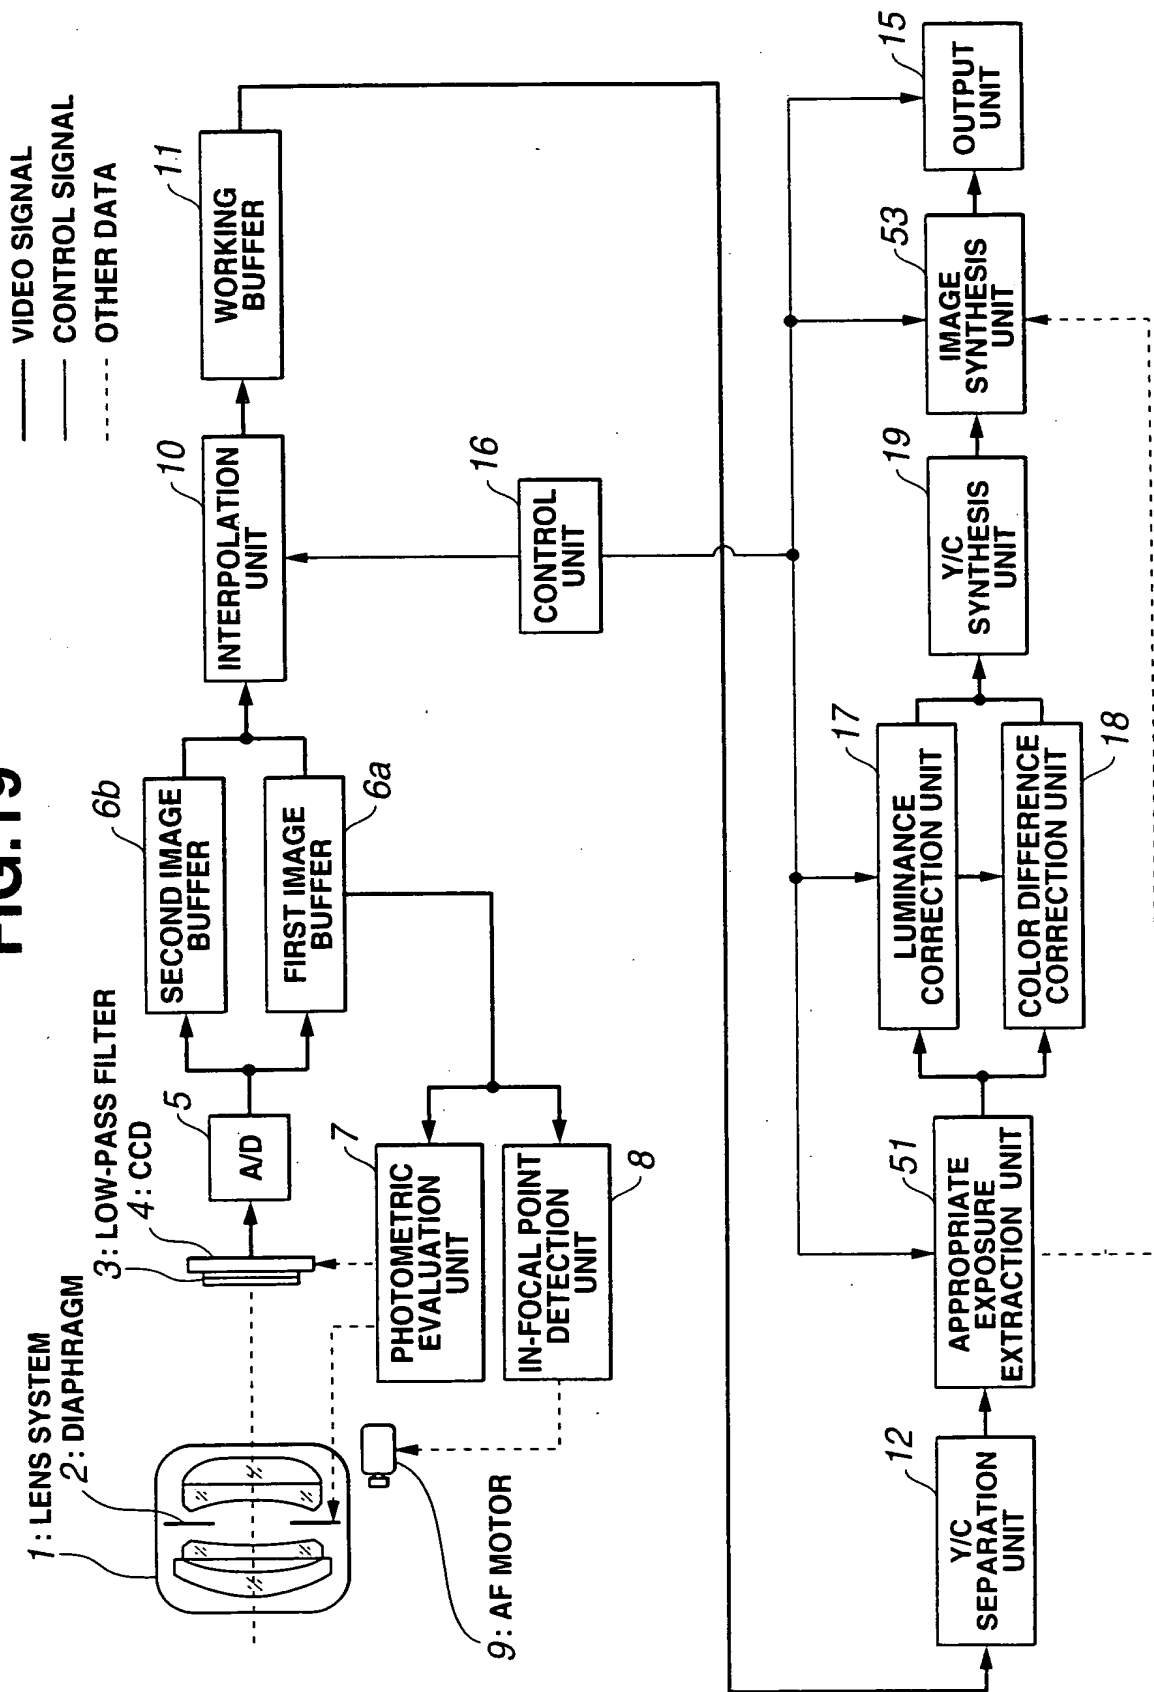 FIG.19
VIDEO SIGNAL
CONTROL SIGNAL
OTHER DATA
1: LENS SYSTEM
2: DIAPHRAGM
3: LOW-PASS FILTER
4: CCD
5
A/D
6b
SECOND IMAGE
BUFFER
FIRST IMAGE
BUFFER
6a
10
INTERPOLATION
UNIT
11
WORKING
BUFFER
7
PHOTOMETRIC
EVALUATION
UNIT
IN-FOCAL POINT
DETECTION
UNIT
8
9: AF MOTOR
16
CONTROL
UNIT
12
Y/C
SEPARATION
UNIT
51
APPROPRIATE
EXPOSURE
EXTRACTION UNIT
17
LUMINANCE
CORRECTION UNIT
COLOR DIFFERENCE
CORRECTION UNIT
18
19
Y/C
SYNTHESIS
UNIT
53
IMAGE
SYNTHESIS
UNIT
15
OUTPUT
UNIT